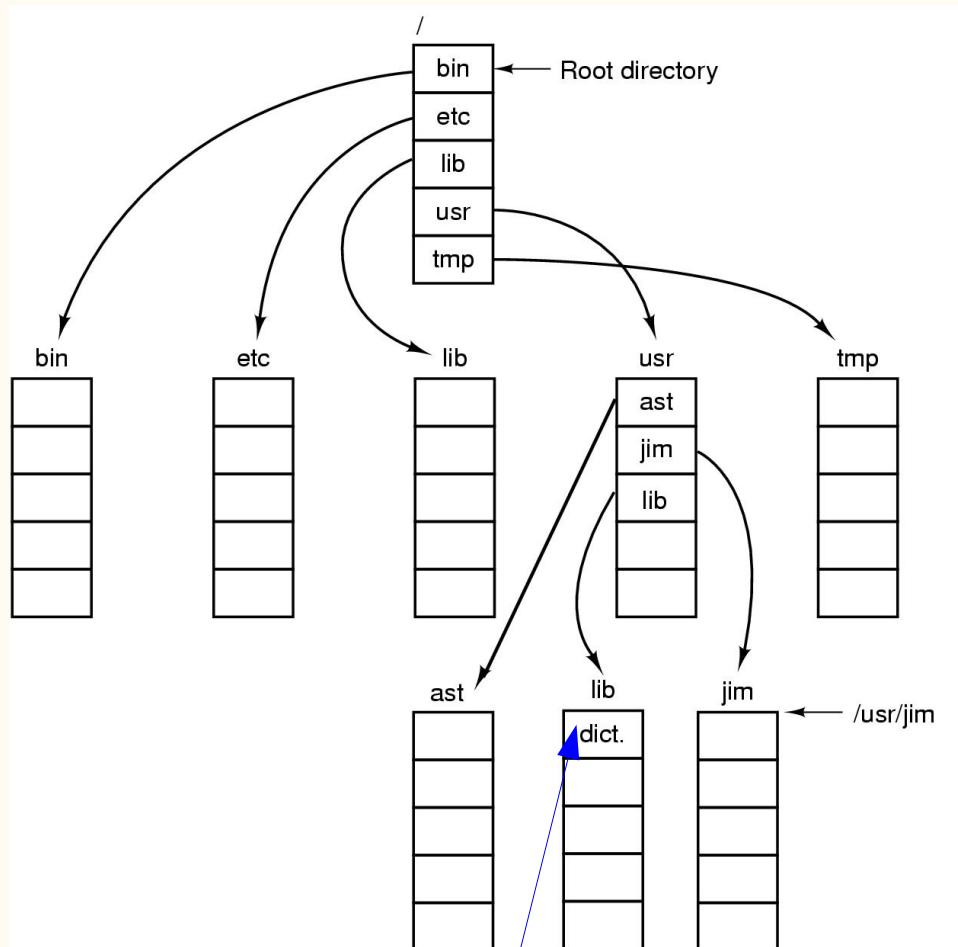 /
bin
Root directory
etc
lib
usr
tmp
bin
etc
lib
usr
tmp
ast
jim
lib
ast
lib
jim
/usr/jim
dict.